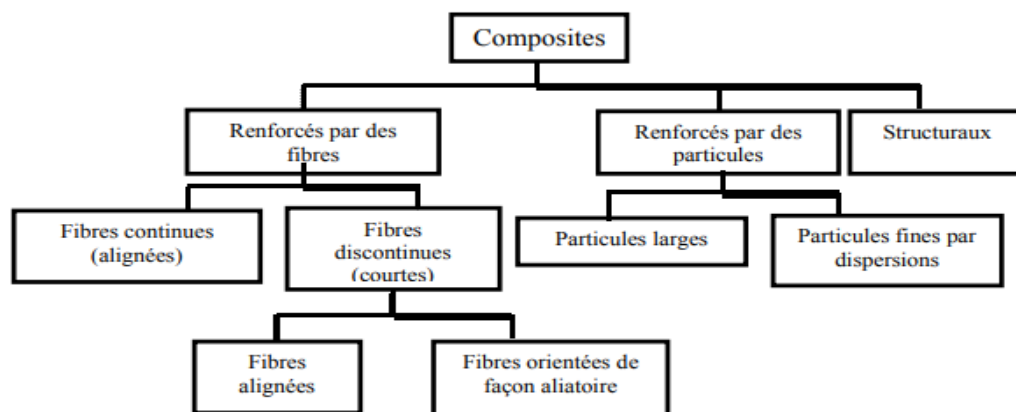 Composites
Renforcés par des
fibres
Renforcés par des
particules
Structuraux
Fibres continues
(alignées)
Fibres
discontinues
(courtes)
Particules larges
Particules fines par
dispersions
Fibres
alignées
Fibres orientées de
façon aliatoire